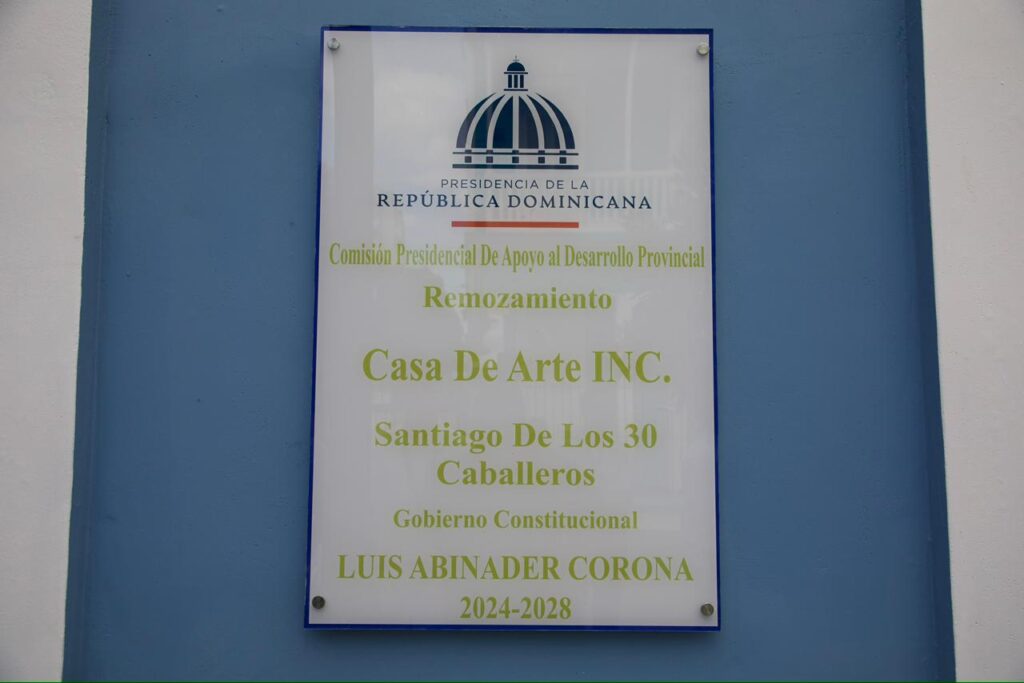 PRESIDENCIA DE LA
REPÚBLICA DOMINICANA
Comisión Presidencial De Apoyo al Desarrollo Provincial
Remozamiento
Casa De Arte INC.
Santiago De Los 30
Caballeros
Gobierno Constitucional
LUIS ABINADER CORONA
2024-2028